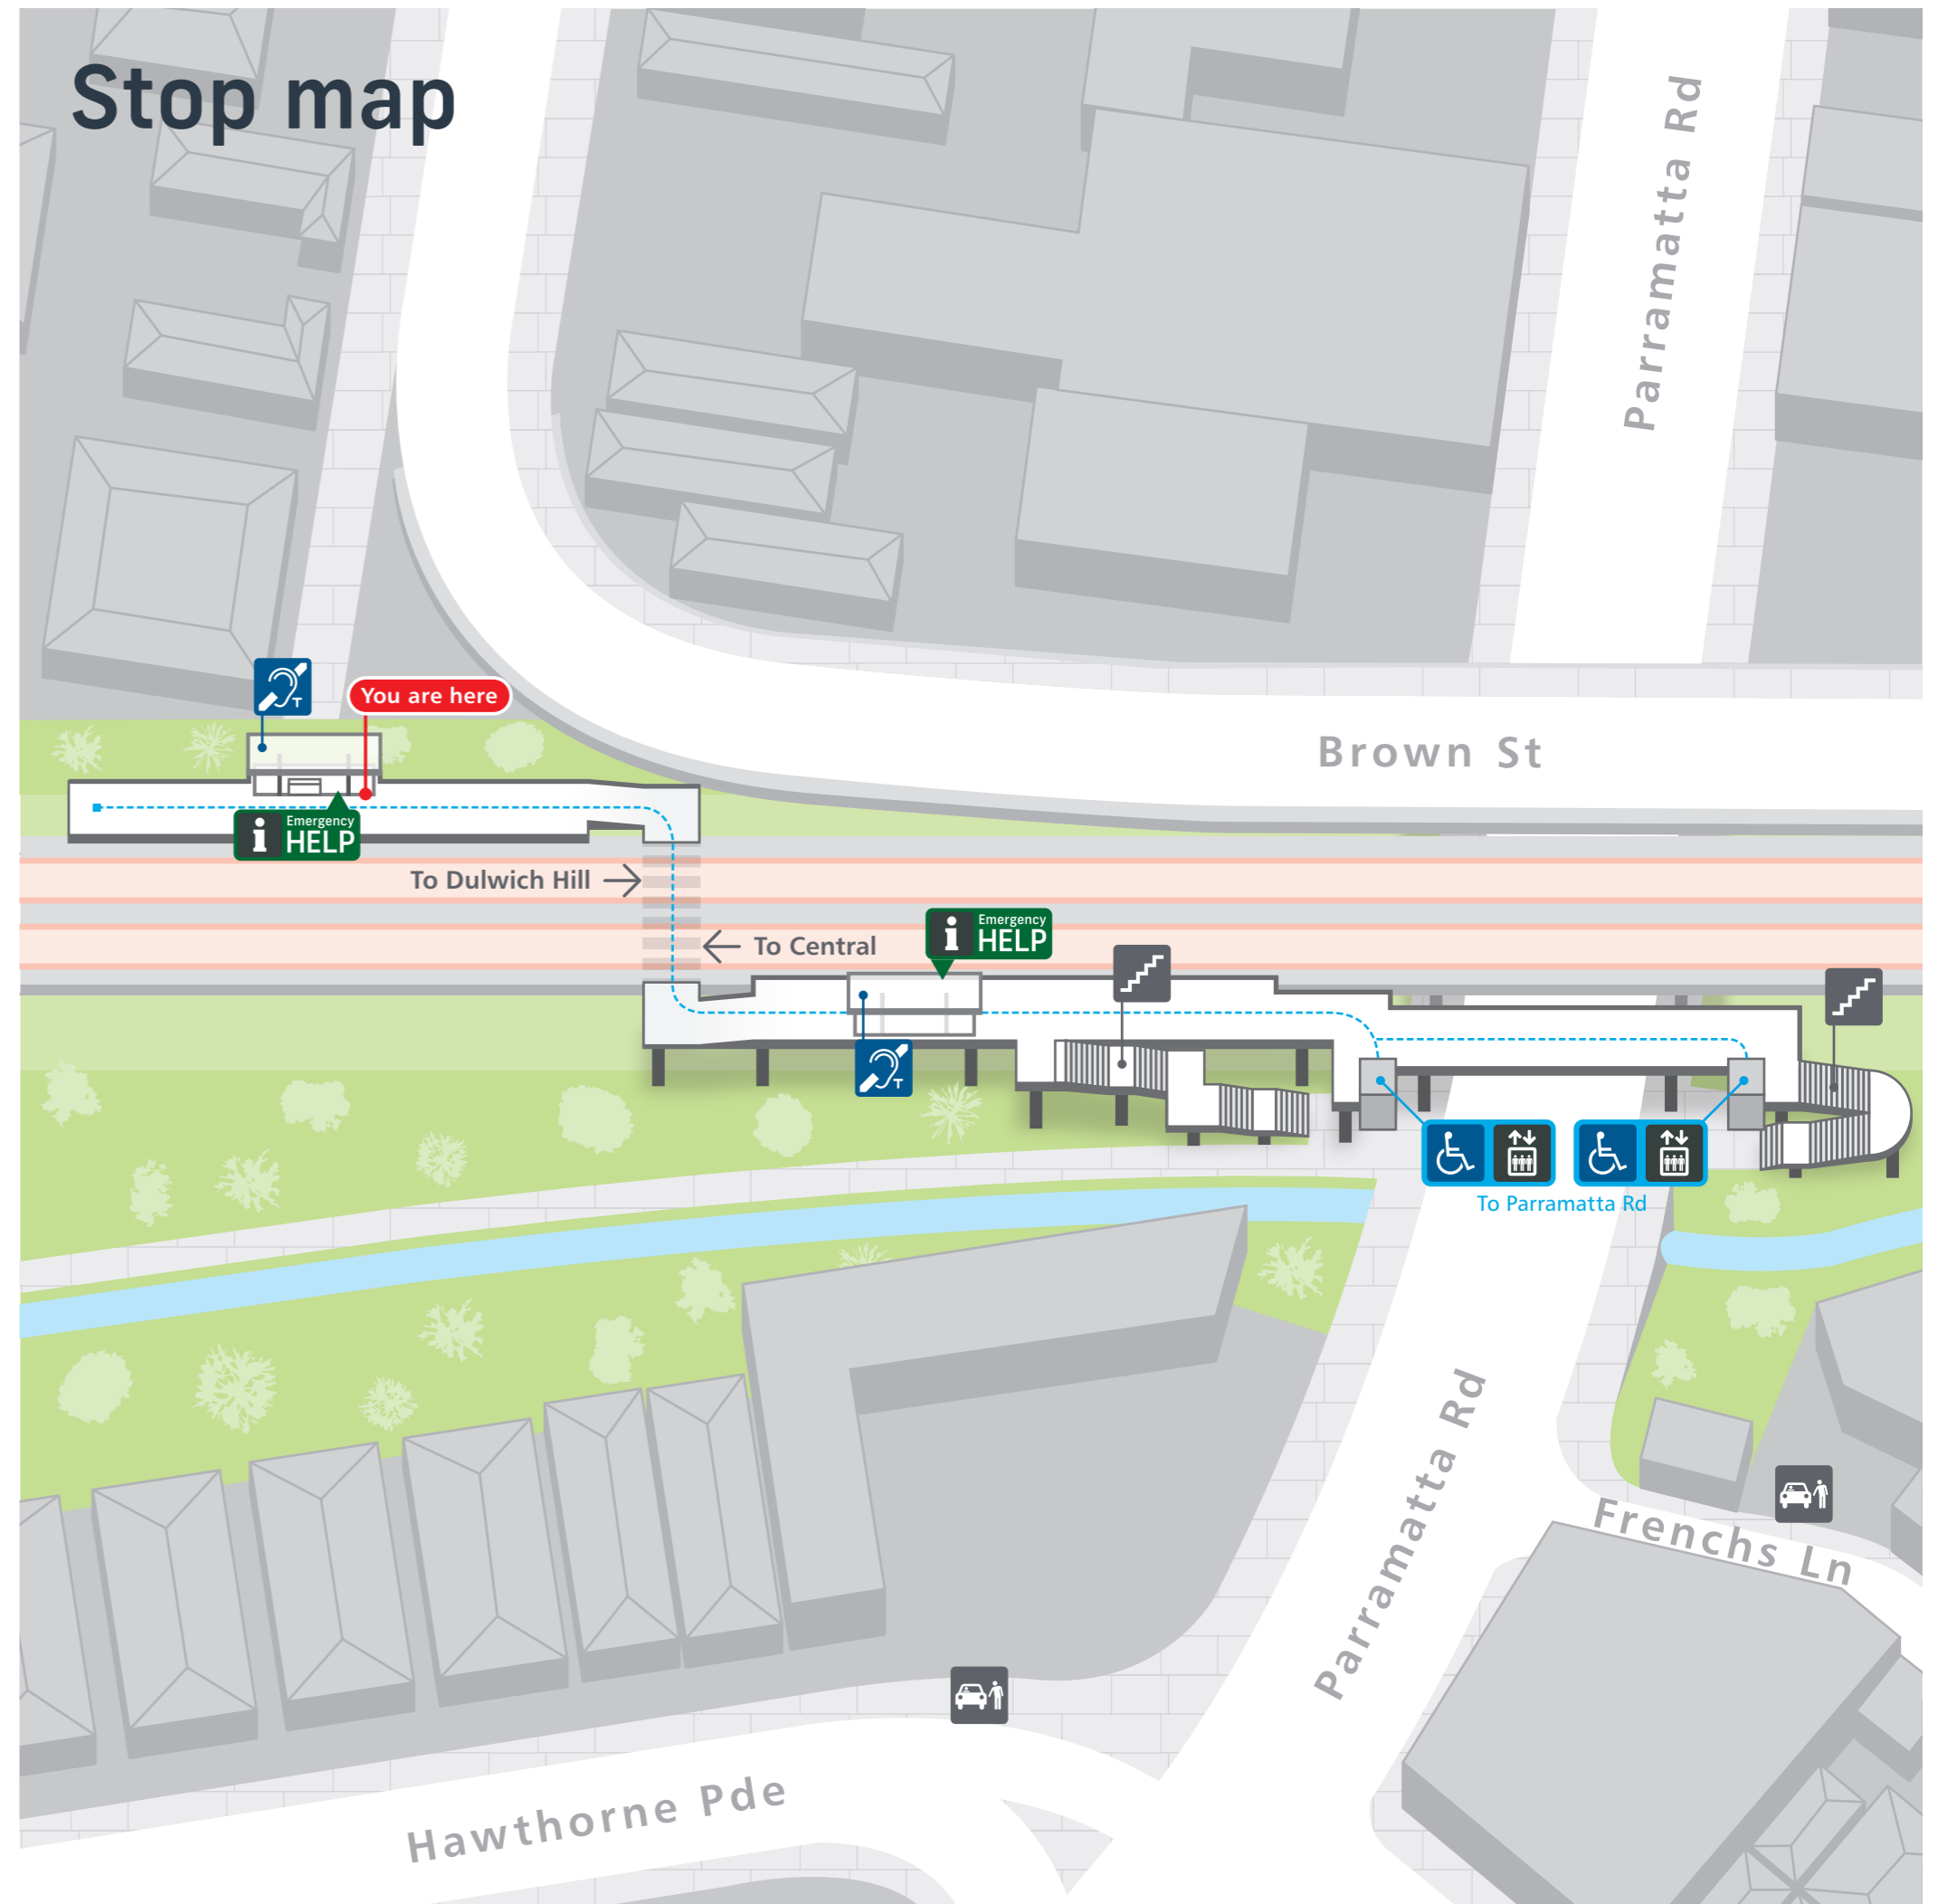 Stop map
Parramatta Rd
T
You are here
Brown St
i Emergency
HELP
To Dulwich Hill
i Emergency
HELP
To Central
T
To Parramatta Rd
Parramatta Rd
Frenchs Ln
Hawthorne Pde